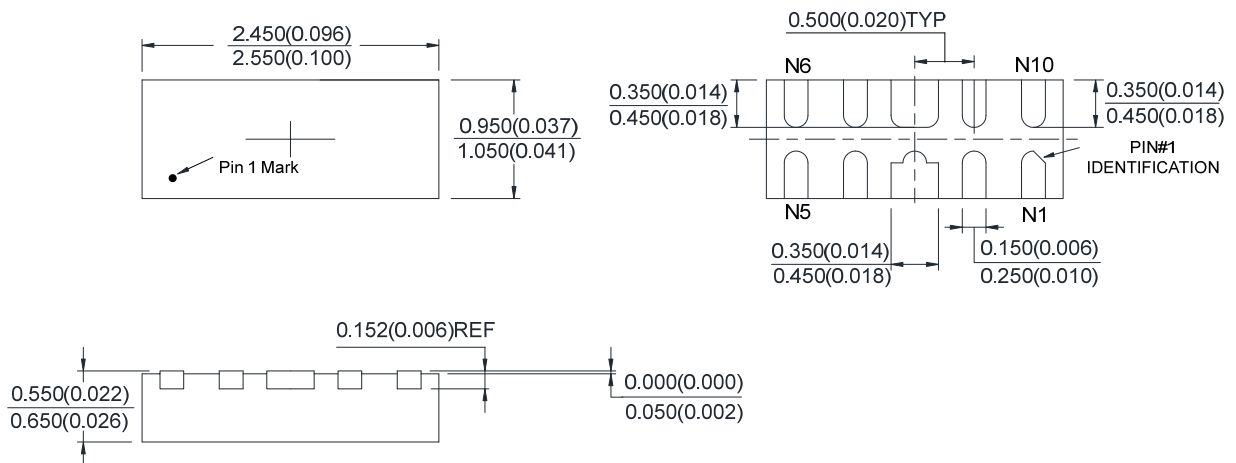 2.450(0.096)
2.550(0.100)
0.950(0.037)
1.050(0.041)
Pin 1 Mark
0.500(0.020)TYP
N6
N10
0.350(0.014)
0.450(0.018)
0.350(0.014)
0.450(0.018)
PIN#1
IDENTIFICATION
N5
N1
0.350(0.014)
0.450(0.018)
0.150(0.006)
0.250(0.010)
0.152(0.006)REF
0.550(0.022)
0.650(0.026)
0.000(0.000)
0.050(0.002)